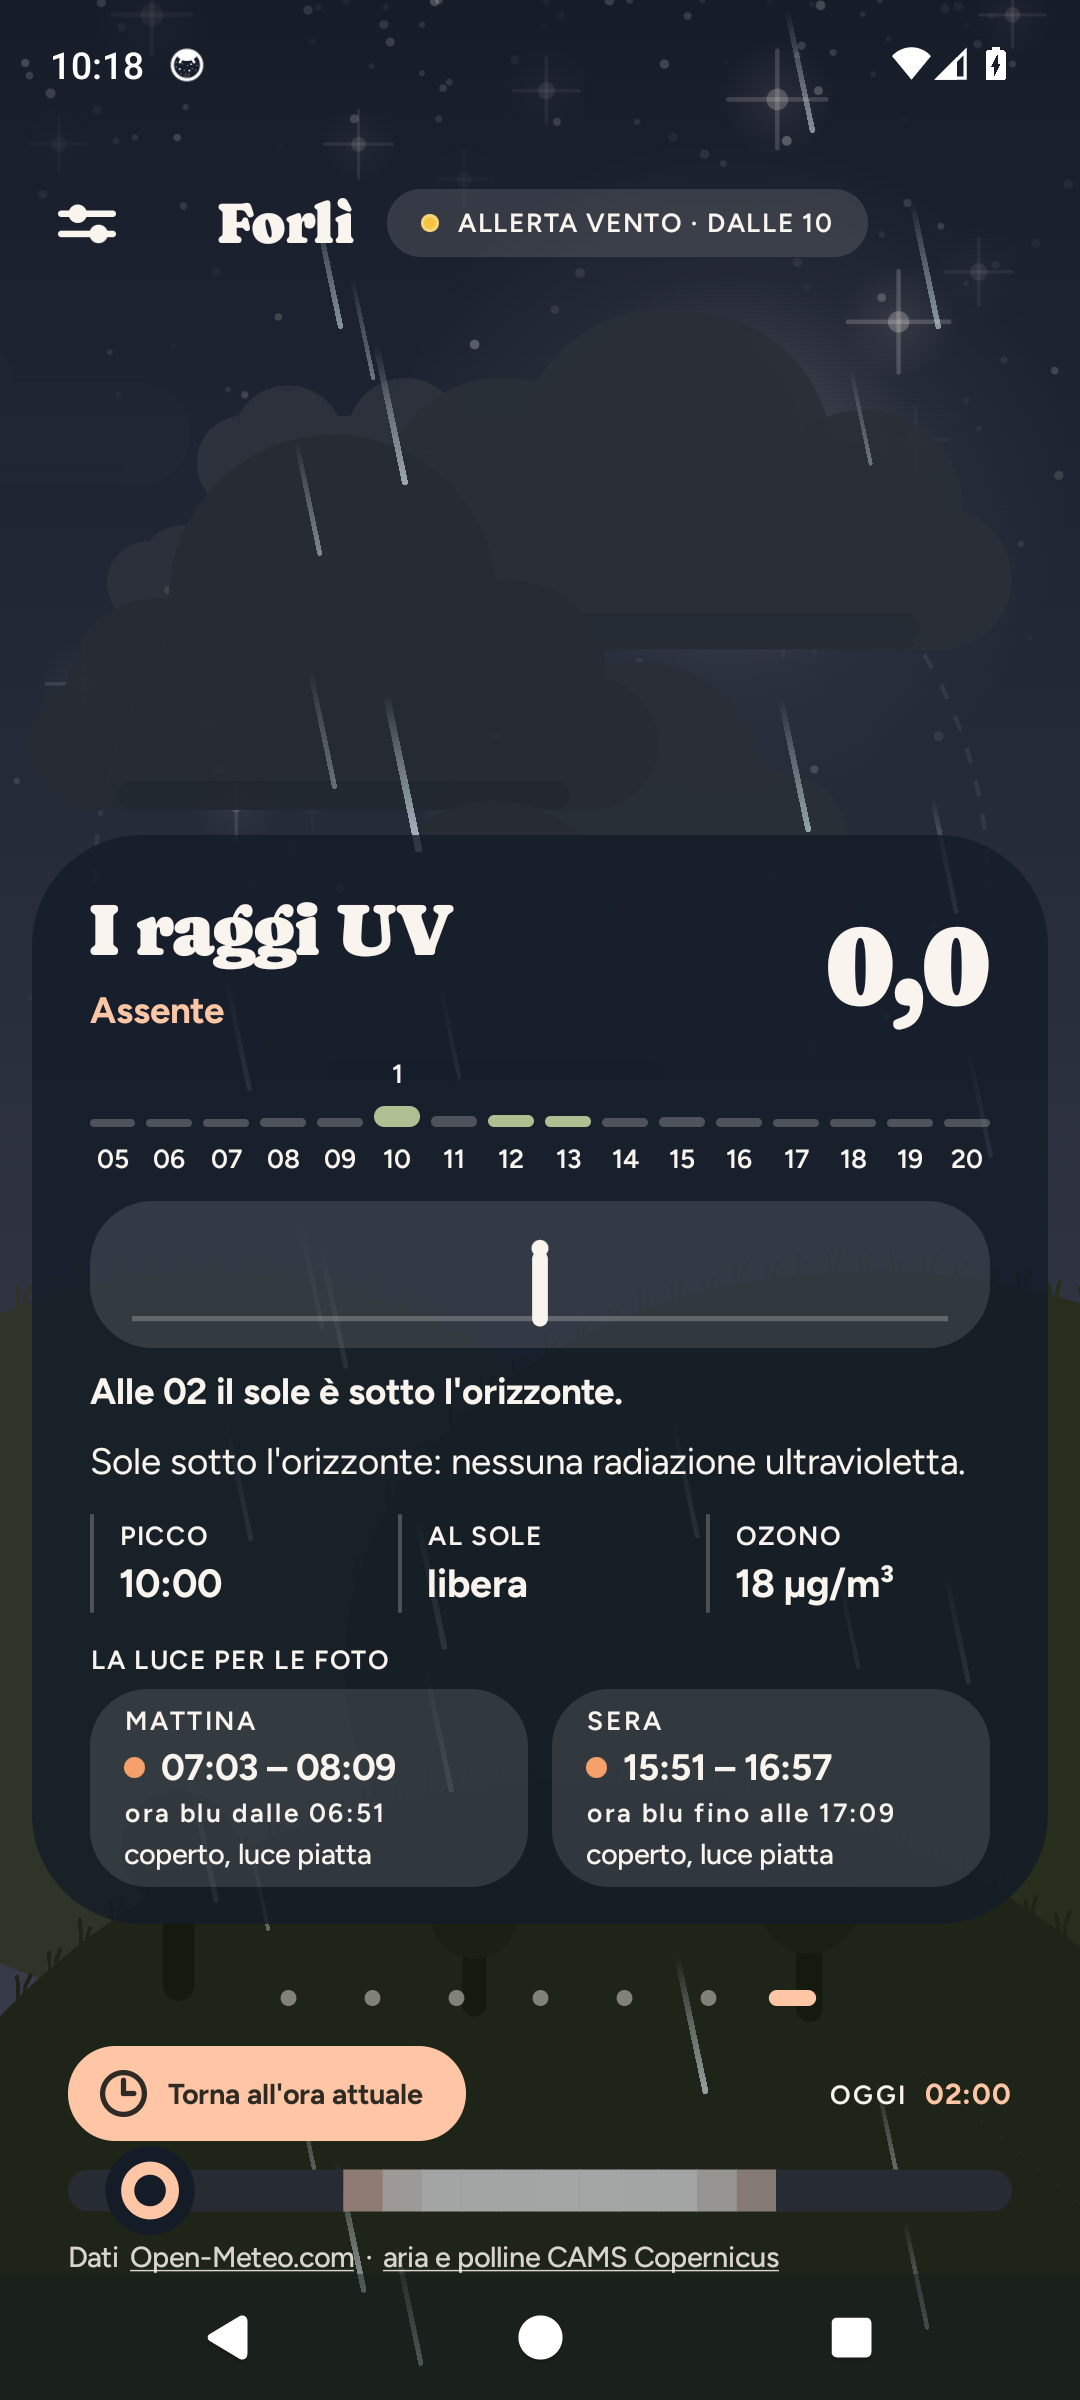 10:18
Forlì
ALLERTA VENTO · DALLE 10
I raggi UV
0,0
Assente
1
05 06 07 08 09 10 11 12 13 14 15 16 17 18 19 20
Alle 02 il sole è sotto l'orizzonte.
Sole sotto l'orizzonte: nessuna radiazione ultravioletta.
PICCO AL SOLE OZONO
10:00 libera 18 µg/m³
LA LUCE PER LE FOTO
MATTINA
07:03 – 08:09
ora blu dalle 06:51
coperto, luce piatta
SERA
15:51 – 16:57
ora blu fino alle 17:09
coperto, luce piatta
Torna all'ora attuale
OGGI 02:00
Dati Open-Meteo.com · aria e polline CAMS Copernicus